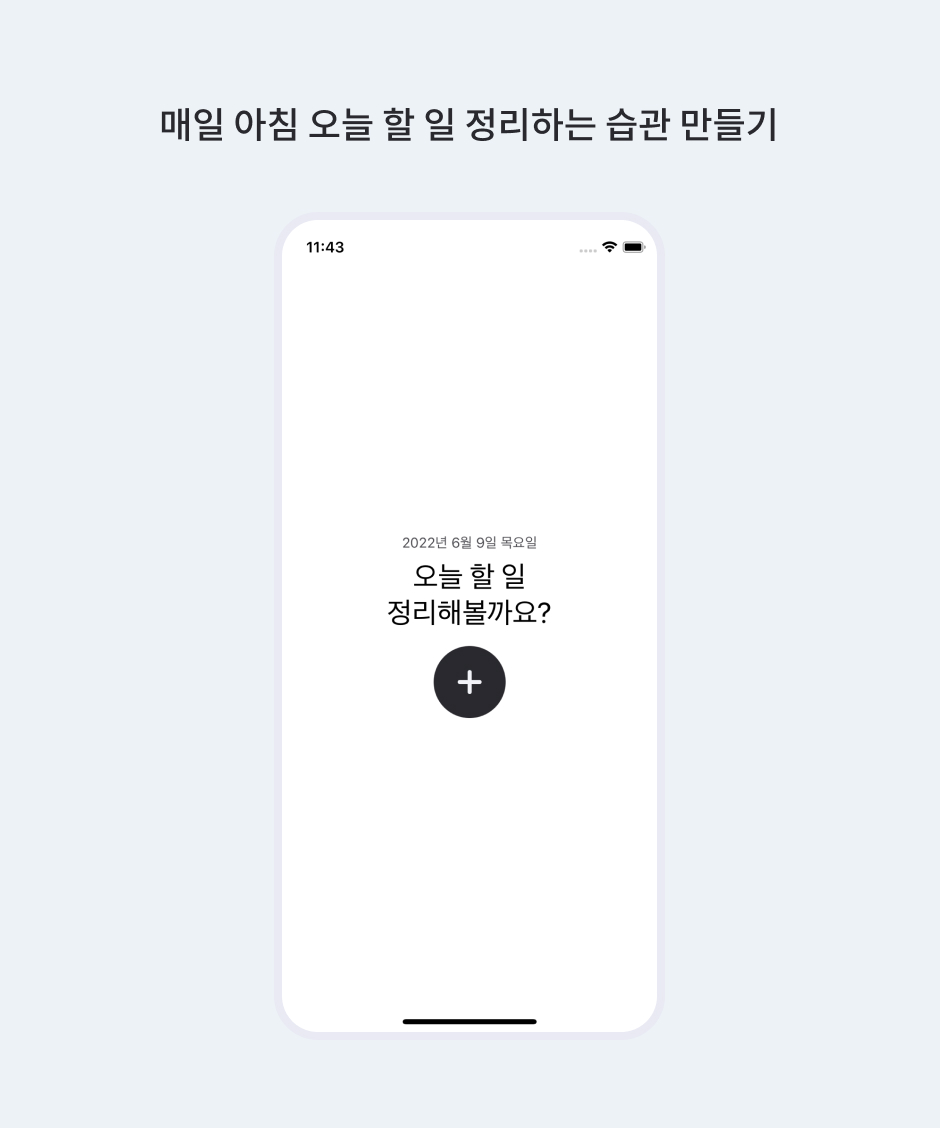 매일 아침 오늘 할 일 정리하는 습관 만들기
11:43
2022년 6월 9일 목요일
오늘 할 일
정리해볼까요?